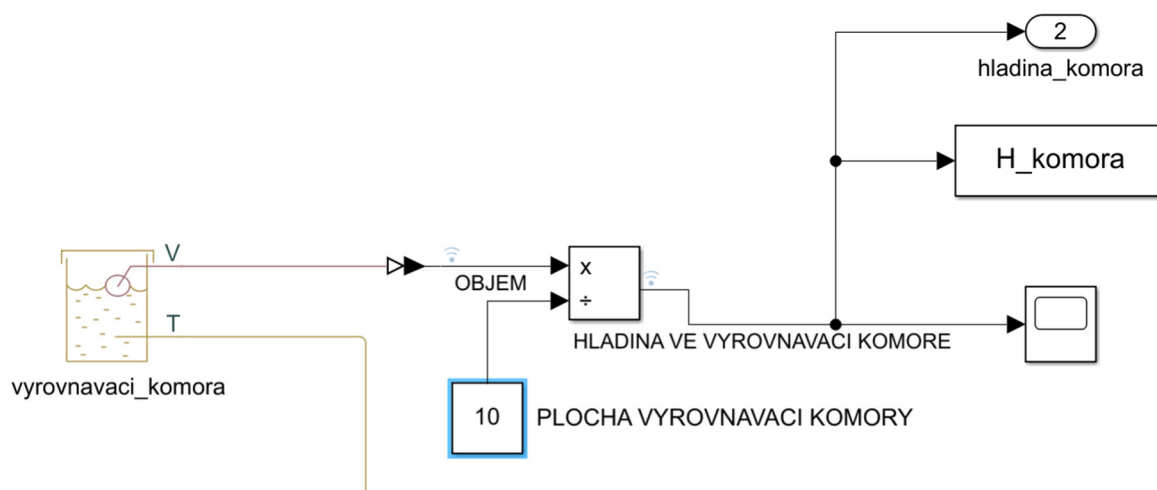 2
hladina_komora
H_komora
V
OBJEM
x
÷
T
HLADINA VE VYROVNAVACI KOMORE
vyrovnavaci_komora
10
PLOCHA VYROVNAVACI KOMORY